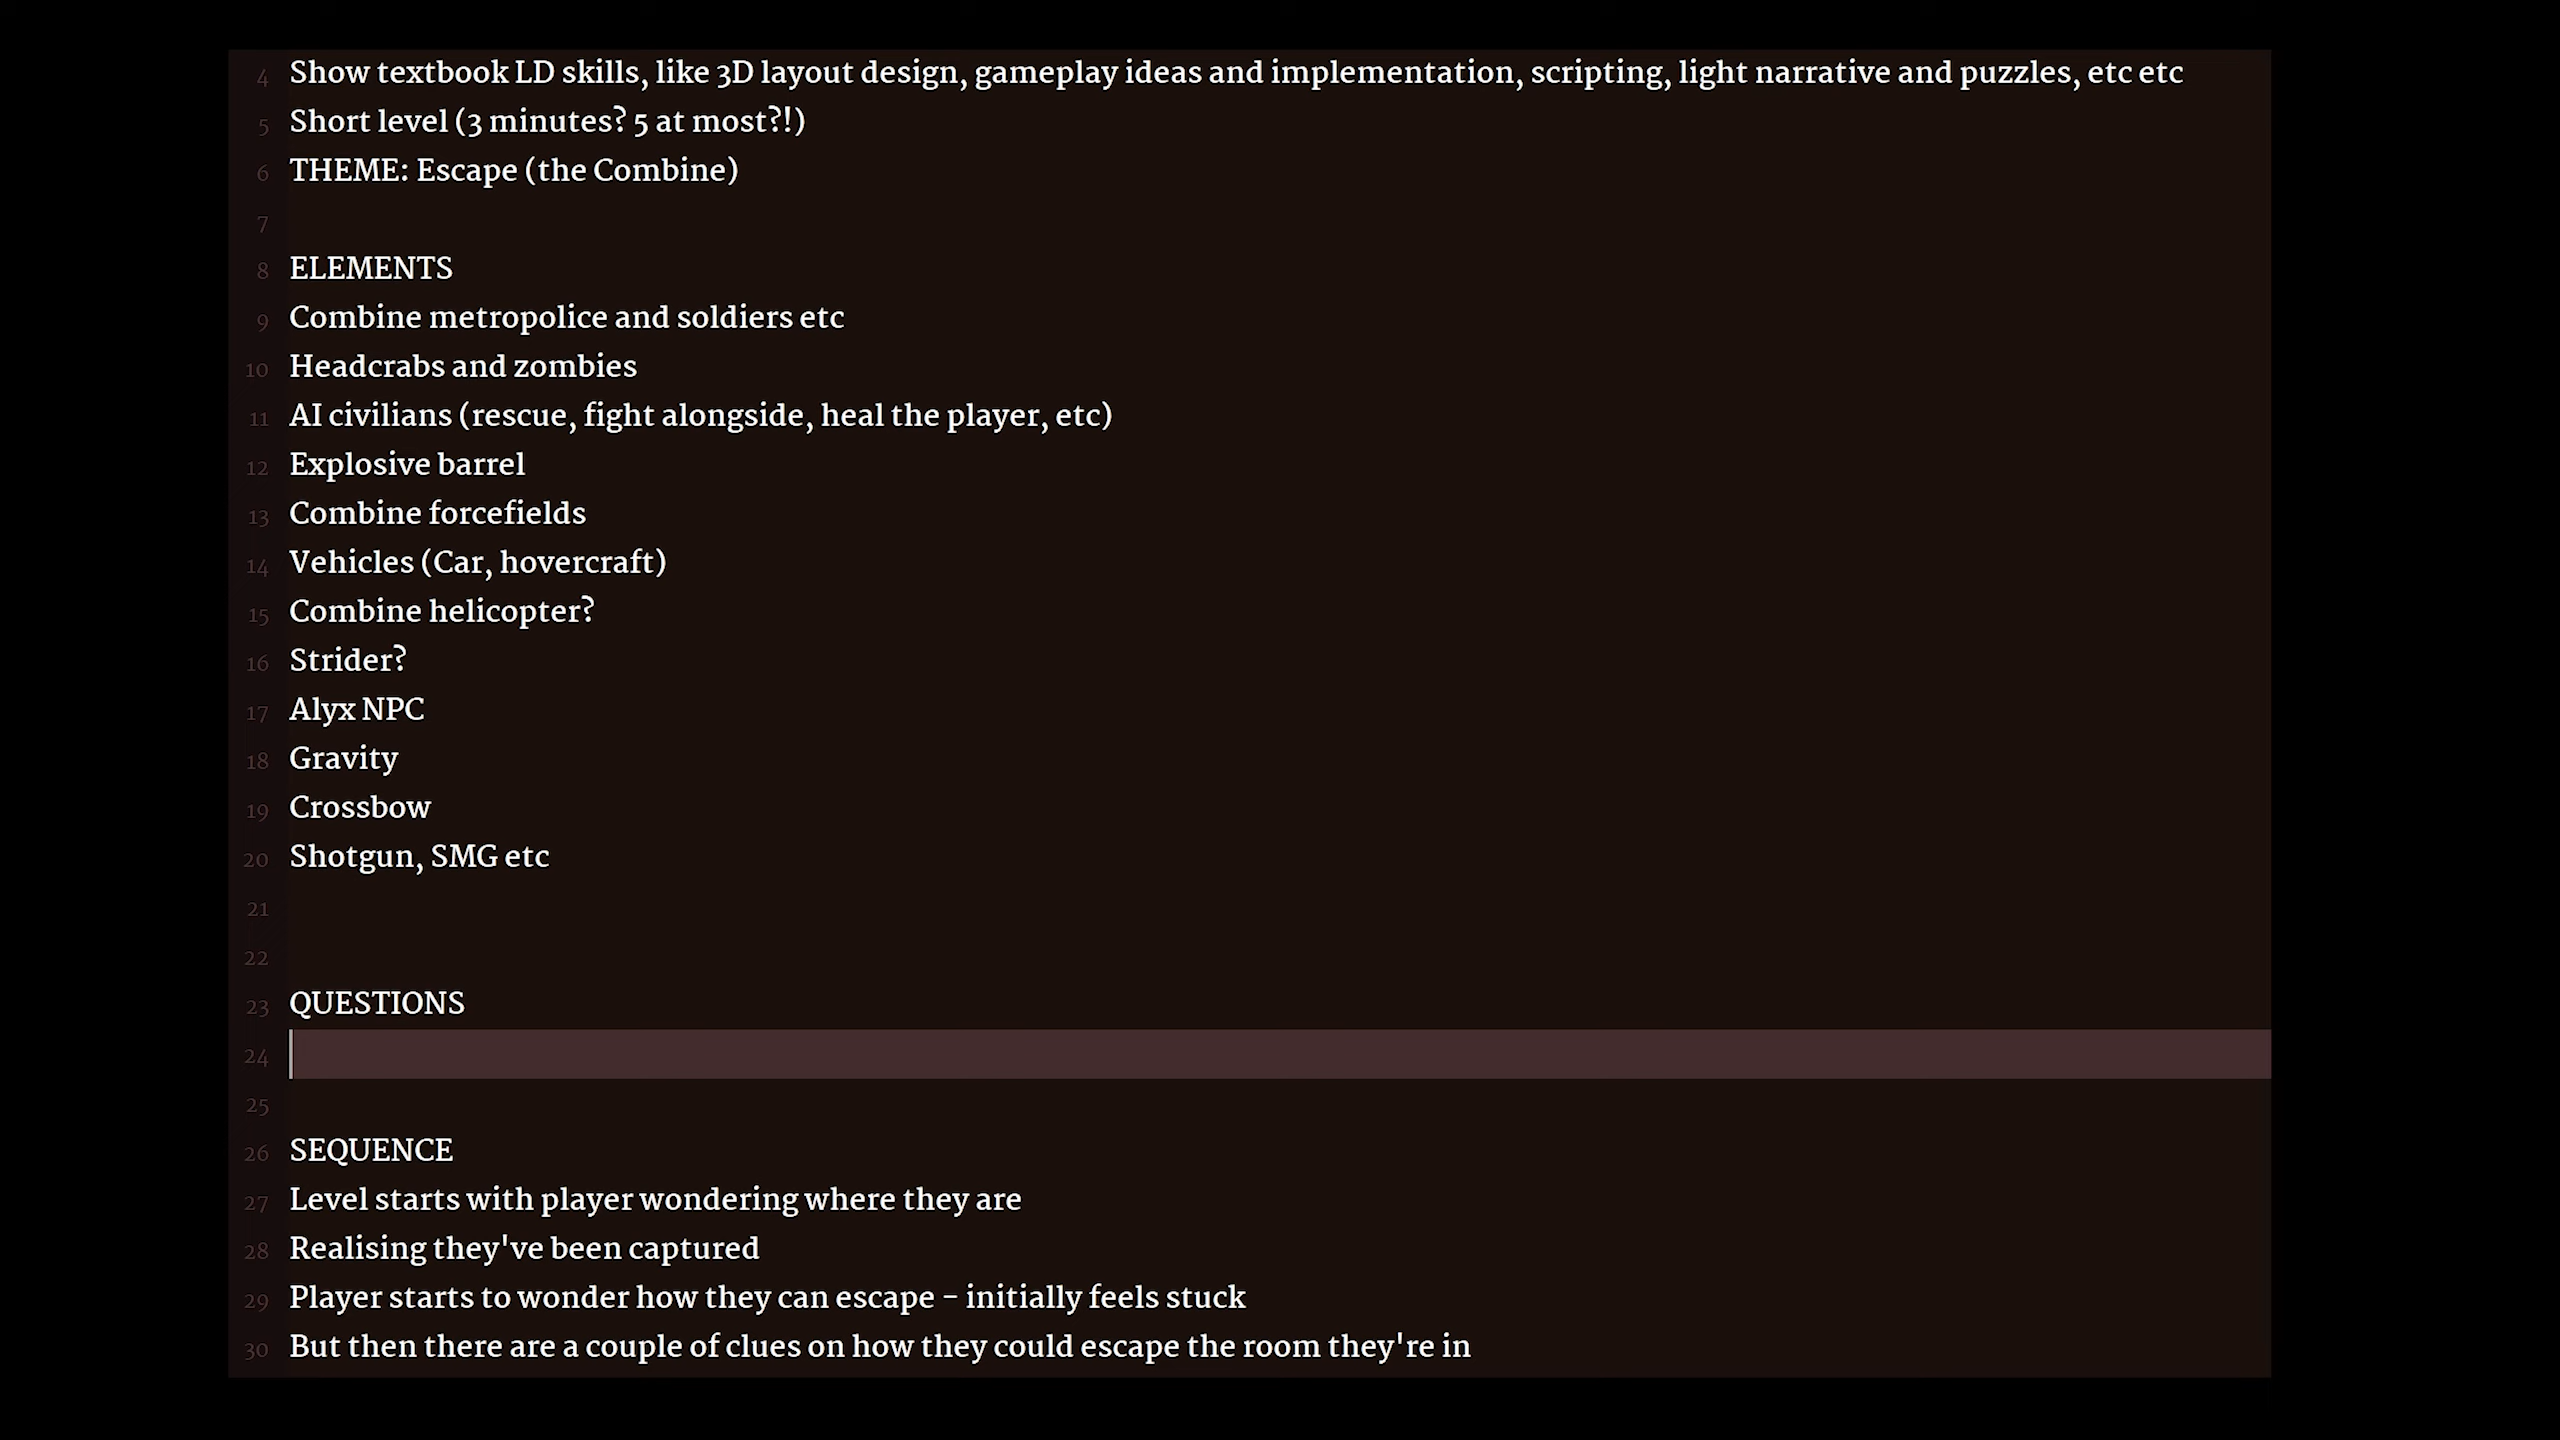 4 Show textbook LD skills, like 3D layout design, gameplay ideas and implementation, scripting, light narrative and puzzles, etc etc
5 Short level (3 minutes? 5 at most?!)
6 THEME: Escape (the Combine)
7
8 ELEMENTS
9 Combine metropolice and soldiers etc
10 Headcrabs and zombies
11 AI civilians (rescue, fight alongside, heal the player, etc)
12 Explosive barrel
13 Combine forcefields
14 Vehicles (Car, hovercraft)
15 Combine helicopter?
16 Strider?
17 Alyx NPC
18 Gravity
19 Crossbow
20 Shotgun, SMG etc
21
22
23 QUESTIONS
24
25
26 SEQUENCE
27 Level starts with player wondering where they are
28 Realising they've been captured
29 Player starts to wonder how they can escape – initially feels stuck
30 But then there are a couple of clues on how they could escape the room they're in